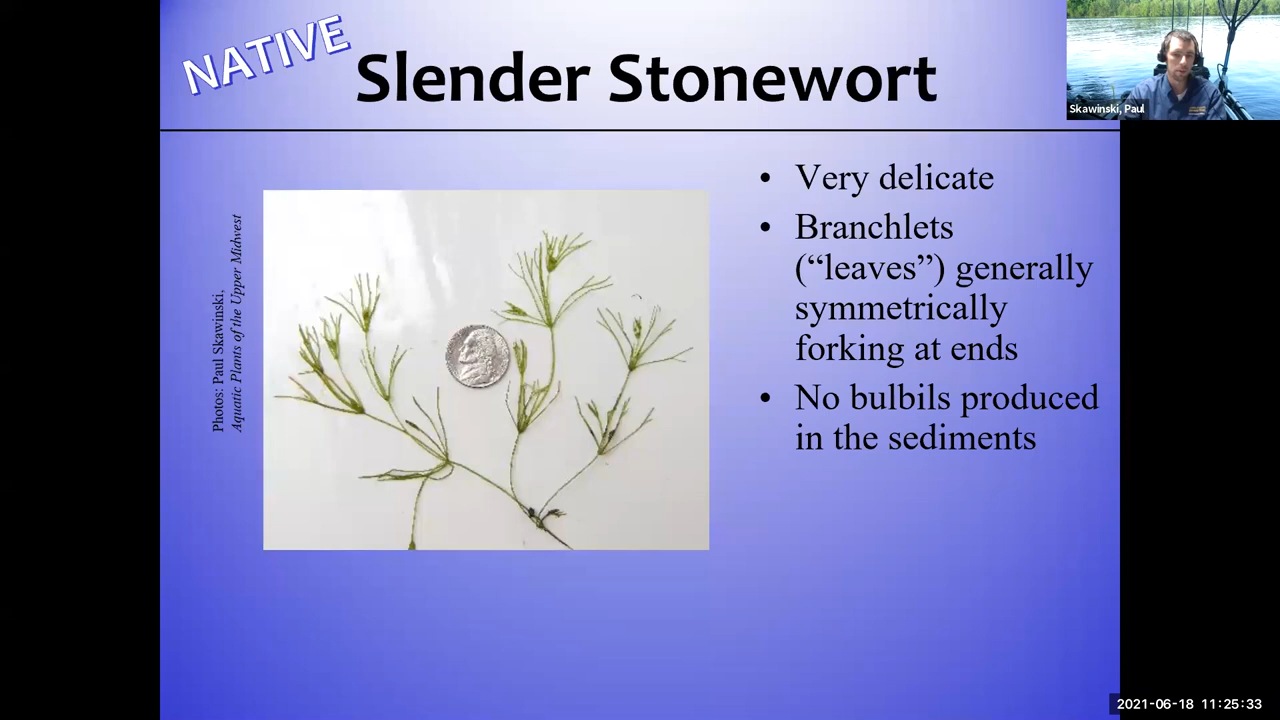 NATIVE
Slender Stonewort
Skawinski, Paul
Photos: Paul Skawinski,
Aquatic Plants of the Upper Midwest
• Very delicate
• Branchlets
(“leaves”) generally
symmetrically
forking at ends
• No bulbils produced
in the sediments
2021-06-18 11:25:33